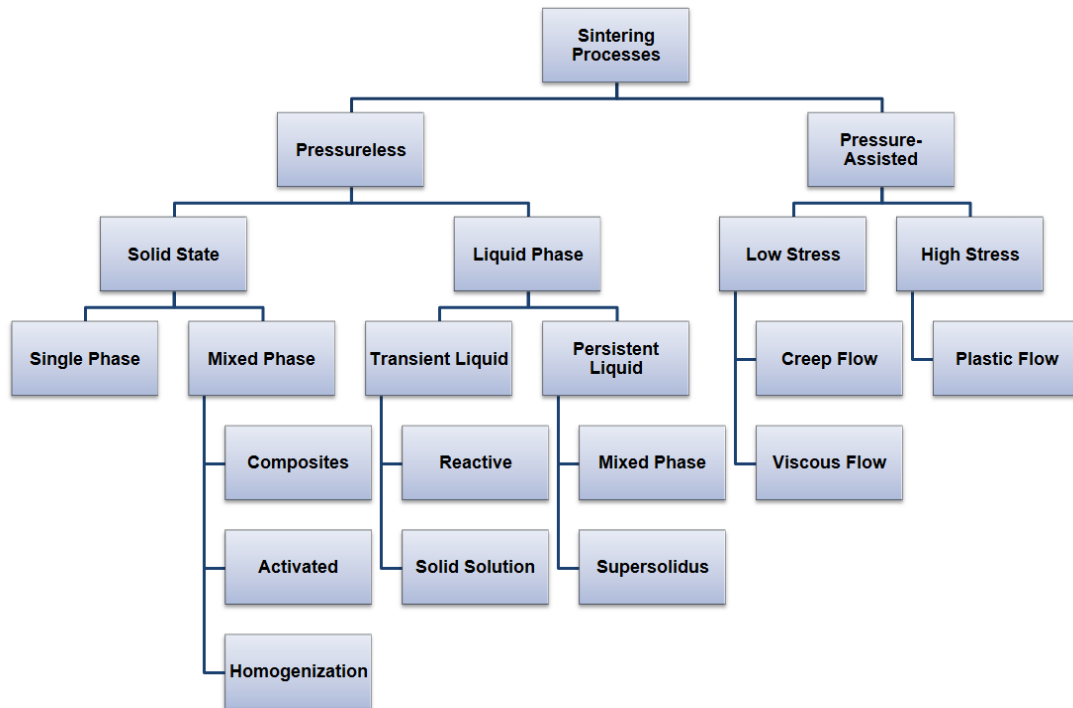 Sintering
Processes
Pressureless
Pressure-
Assisted
Solid State
Liquid Phase
Low Stress
High Stress
Single Phase
Mixed Phase
Transient Liquid
Persistent
Liquid
Creep Flow
Plastic Flow
Composites
Reactive
Mixed Phase
Viscous Flow
Activated
Solid Solution
Supersolidus
Homogenization